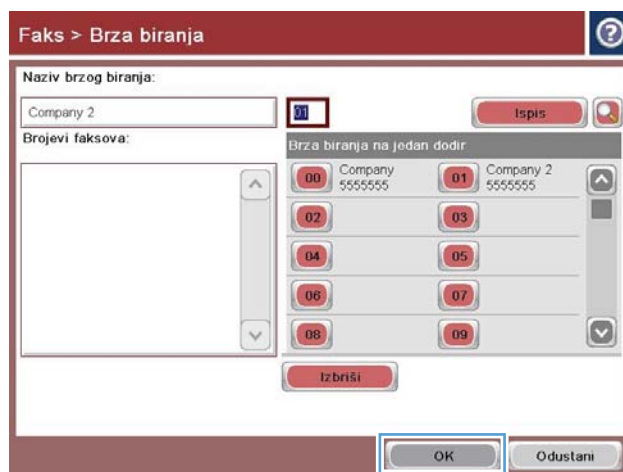 Faks > Brza biranja
?
Naziv brzog biranja:
Company 2
01
Ispis
Brojevi faksova:
Brza biranja na jedan dodir
00 Company 5555555 01 Company 2 5555555
02 03
04 05
06 07
08 09
Izbriši
OK Odustani